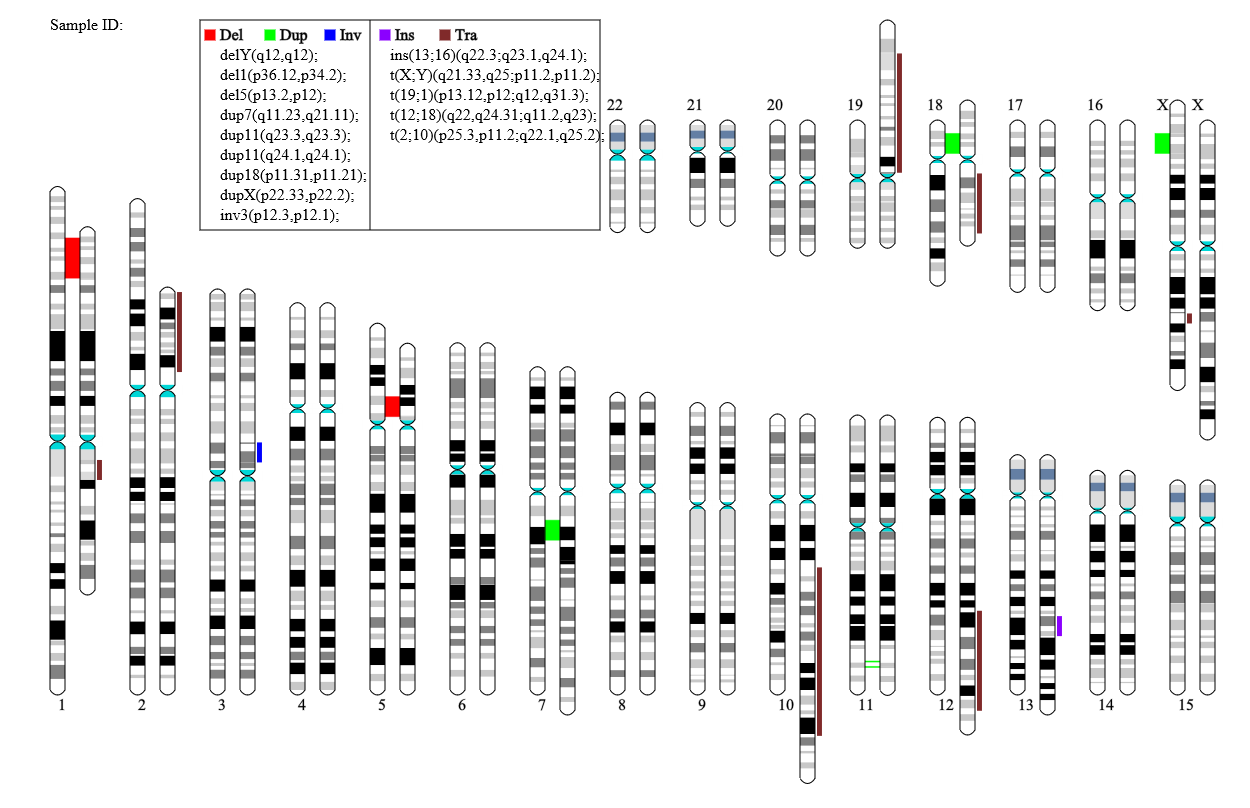 Sample ID:
Del Dup Inv Ins Tra
delY(q12,q12);
del1(p36.12,p34.2);
del5(p13.2,p12);
dup7(q11.23,q21.11);
dup11(q23.3,q23.3);
dup11(q24.1,q24.1);
dup18(p11.31,p11.21);
dupX(p22.33,p22.2);
inv3(p12.3,p12.1);
ins(13;16)(q22.3;q23.1,q24.1);
t(X;Y)(q21.33,q25;p11.2,p11.2);
t(19;1)(p13.12,p12;q12,q31.3);
t(12;18)(q22,q24.31;q11.2,q23);
t(2;10)(p25.3,p11.2;q22.1,q25.2);
22 21 20 19 18 17 16 X X
1 2 3 4 5 6 7 8 9 10 11 12 13 14 15